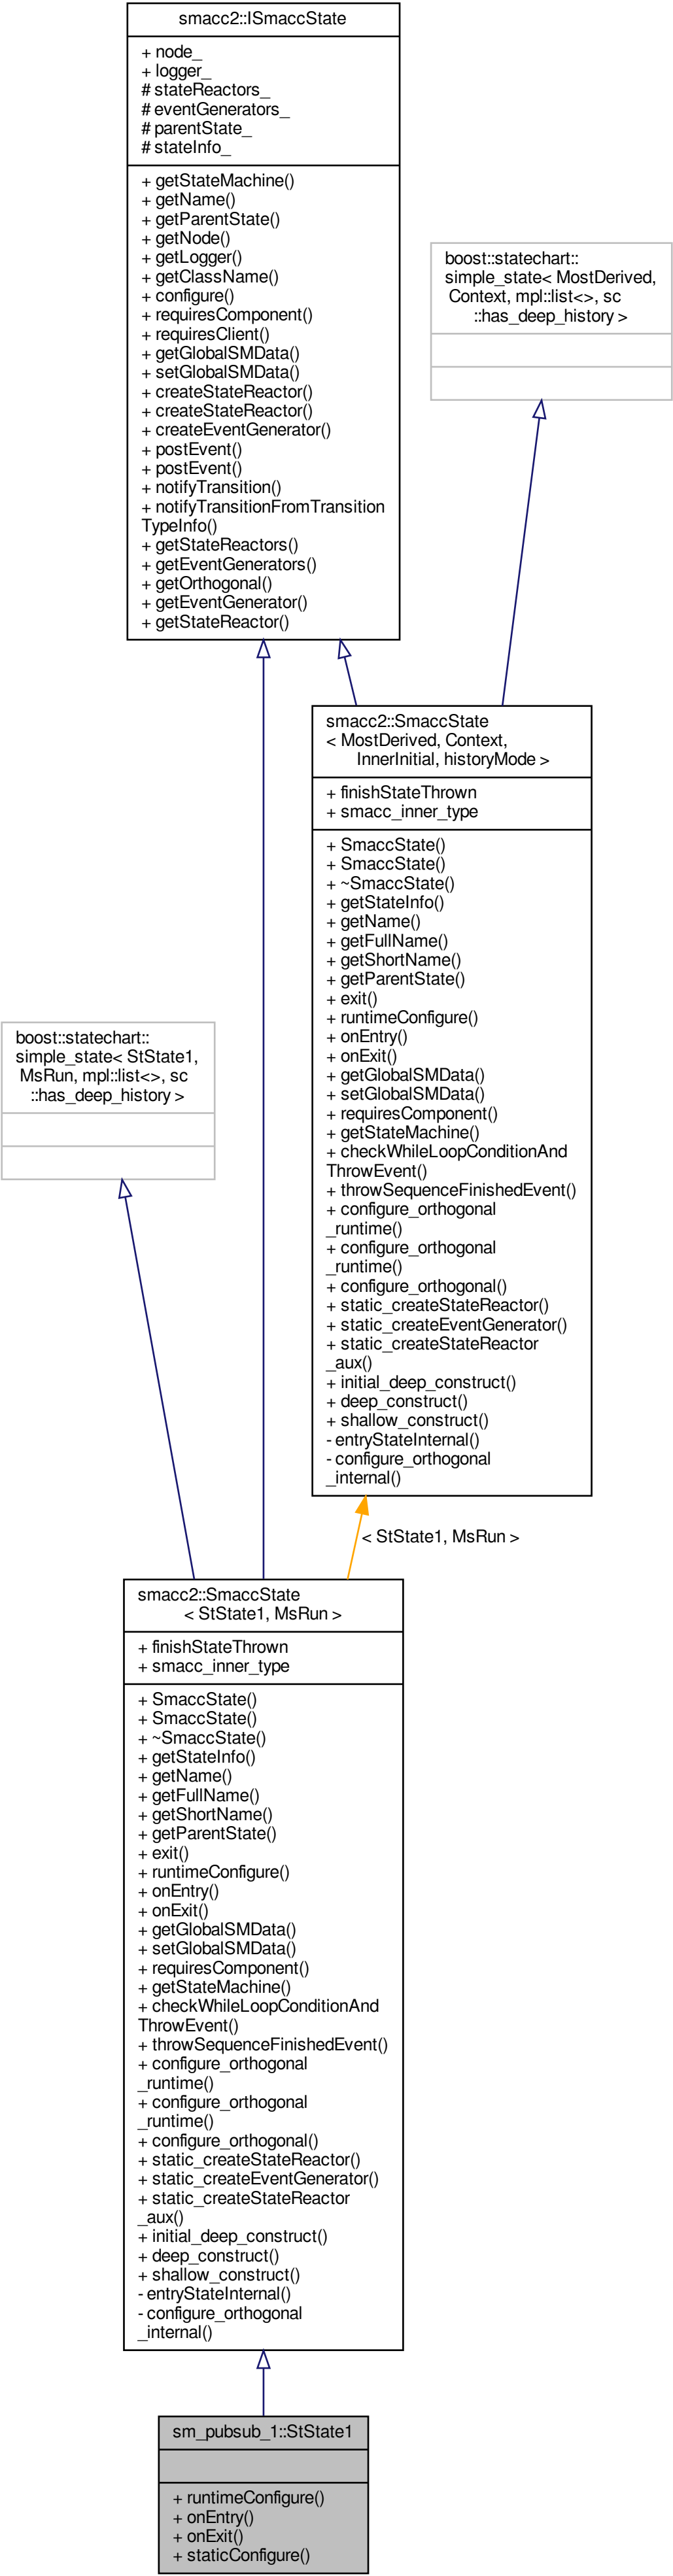 smacc2::ISmaccState
+ node_
+ logger_
# stateReactors_
# eventGenerators_
# parentState_
# stateInfo_
+ getStateMachine()
+ getName()
+ getParentState()
+ getNode()
+ getLogger()
+ getClassName()
+ configure()
+ requiresComponent()
+ requiresClient()
+ getGlobalSMData()
+ setGlobalSMData()
+ createStateReactor()
+ createStateReactor()
+ createEventGenerator()
+ postEvent()
+ postEvent()
+ notifyTransition()
+ notifyTransitionFromTransition
TypeInfo()
+ getStateReactors()
+ getEventGenerators()
+ getOrthogonal()
+ getEventGenerator()
+ getStateReactor()
boost::statechart::
simple_state< MostDerived,
Context, mpl::list<>, sc
::has_deep_history >
smacc2::SmaccState
< MostDerived, Context,
InnerInitial, historyMode >
+ finishStateThrown
+ smacc_inner_type
+ SmaccState()
+ SmaccState()
+ ~SmaccState()
+ getStateInfo()
+ getName()
+ getFullName()
+ getShortName()
+ getParentState()
+ exit()
+ runtimeConfigure()
+ onEntry()
+ onExit()
+ getGlobalSMData()
+ setGlobalSMData()
+ requiresComponent()
+ getStateMachine()
+ checkWhileLoopConditionAnd
ThrowEvent()
+ throwSequenceFinishedEvent()
+ configure_orthogonal
_runtime()
+ configure_orthogonal
_runtime()
+ configure_orthogonal()
+ static_createStateReactor()
+ static_createEventGenerator()
+ static_createStateReactor
_aux()
+ initial_deep_construct()
+ deep_construct()
+ shallow_construct()
- entryStateInternal()
- configure_orthogonal
_internal()
boost::statechart::
simple_state< StState1,
MsRun, mpl::list<>, sc
::has_deep_history >
< StState1, MsRun >
smacc2::SmaccState
< StState1, MsRun >
+ finishStateThrown
+ smacc_inner_type
+ SmaccState()
+ SmaccState()
+ ~SmaccState()
+ getStateInfo()
+ getName()
+ getFullName()
+ getShortName()
+ getParentState()
+ exit()
+ runtimeConfigure()
+ onEntry()
+ onExit()
+ getGlobalSMData()
+ setGlobalSMData()
+ requiresComponent()
+ getStateMachine()
+ checkWhileLoopConditionAnd
ThrowEvent()
+ throwSequenceFinishedEvent()
+ configure_orthogonal
_runtime()
+ configure_orthogonal
_runtime()
+ configure_orthogonal()
+ static_createStateReactor()
+ static_createEventGenerator()
+ static_createStateReactor
_aux()
+ initial_deep_construct()
+ deep_construct()
+ shallow_construct()
- entryStateInternal()
- configure_orthogonal
_internal()
sm_pubsub_1::StState1
+ runtimeConfigure()
+ onEntry()
+ onExit()
+ staticConfigure()